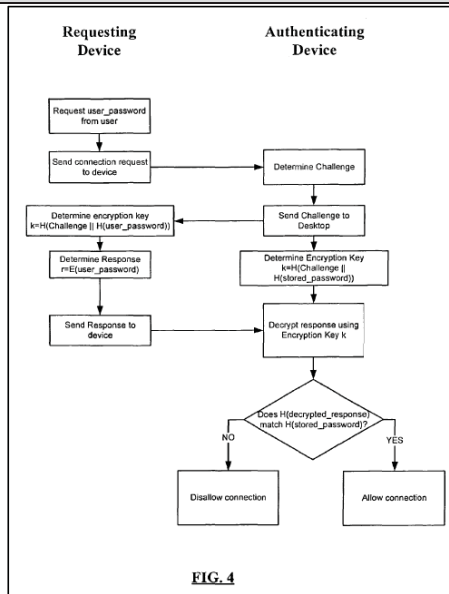 Requesting
Device
Authenticating
Device
Request user_password
from user
Send connection request
to device
Determine Challenge
Send Challenge to
Desktop
Determine encryption key
k=H(Challenge || H(user_password))
Determine Response
r=E(user_password)
Determine Encryption Key
k=H(Challenge ||
H(stored_password))
Send Response to
device
Decrypt response using
Encryption Key k
Does H(decrypted_response)
match H(stored_password)?
NO
YES
Disallow connection
Allow connection
FIG. 4